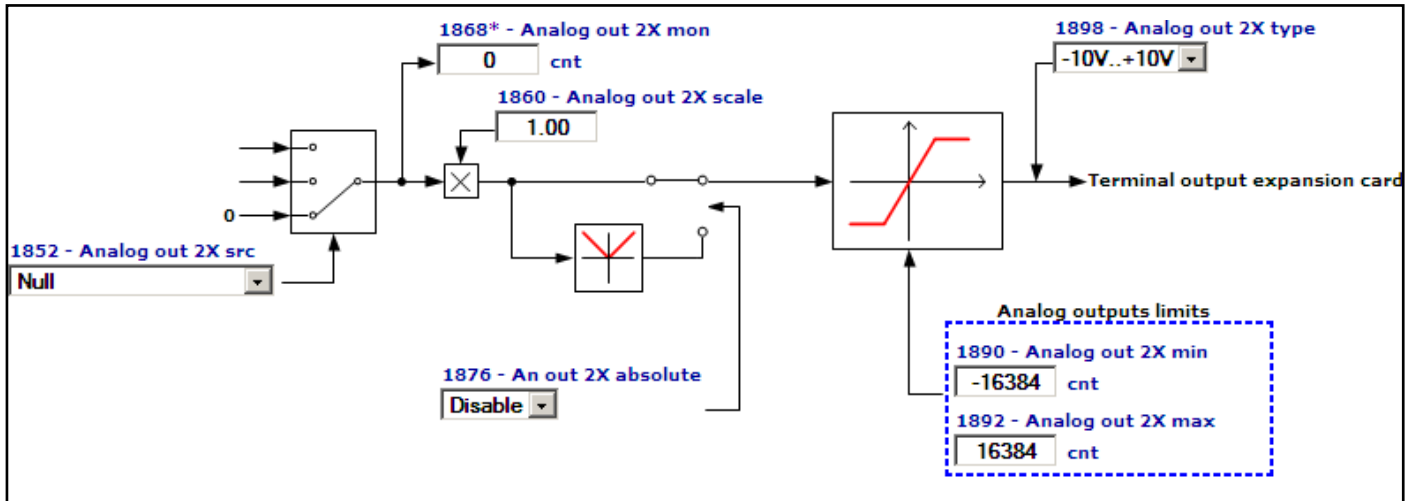 1868* - Analog out 2X mon
0 cnt
1898 - Analog out 2X type
-10V..+10V
1860 - Analog out 2X scale
1.00
Terminal output expansion card
0
1852 - Analog out 2X src
Null
Analog outputs limits
1890 - Analog out 2X min
-16384 cnt
1876 - An out 2X absolute
Disable
1892 - Analog out 2X max
16384 cnt